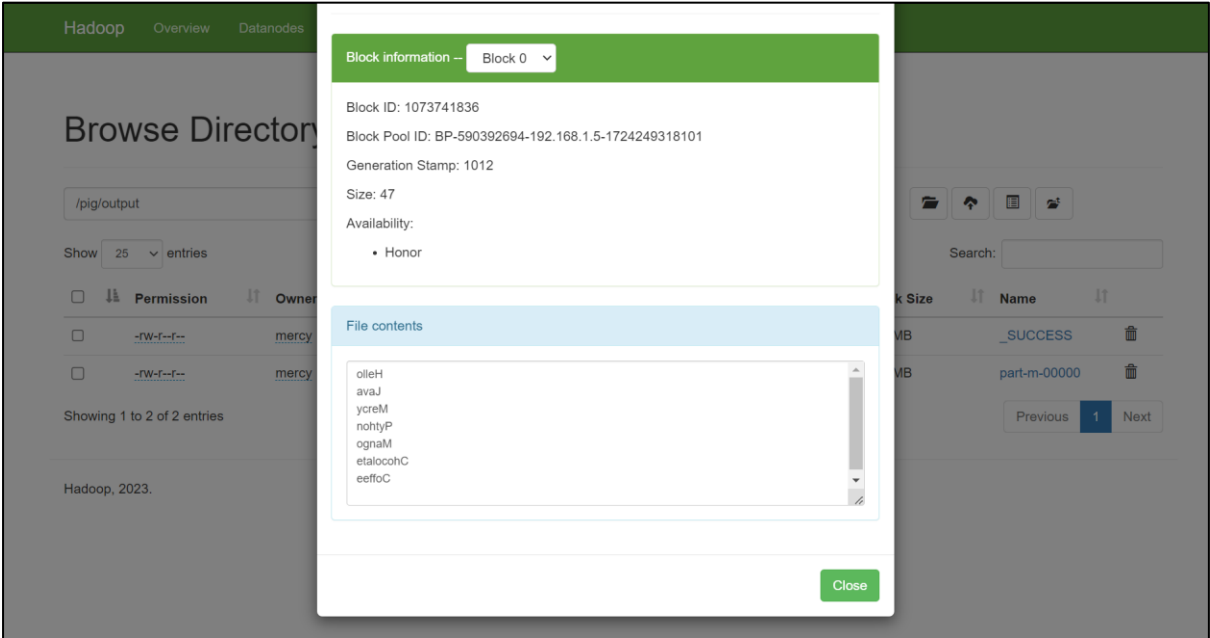 Hadoop Overview Datanodes
Browse Directory
/pig/output
Show 25 entries
Search:
Permission Owner k Size Name
-rw-r--r-- mercy MB _SUCCESS
-rw-r--r-- mercy MB part-m-00000
Showing 1 to 2 of 2 entries
Previous 1 Next
Hadoop, 2023.
Block information -- Block 0
Block ID: 1073741836
Block Pool ID: BP-590392694-192.168.1.5-1724249318101
Generation Stamp: 1012
Size: 47
Availability:
Honor
File contents
olleH
avaJ
ycreM
nohtyP
ognaM
etalocohC
eeffoC
Close